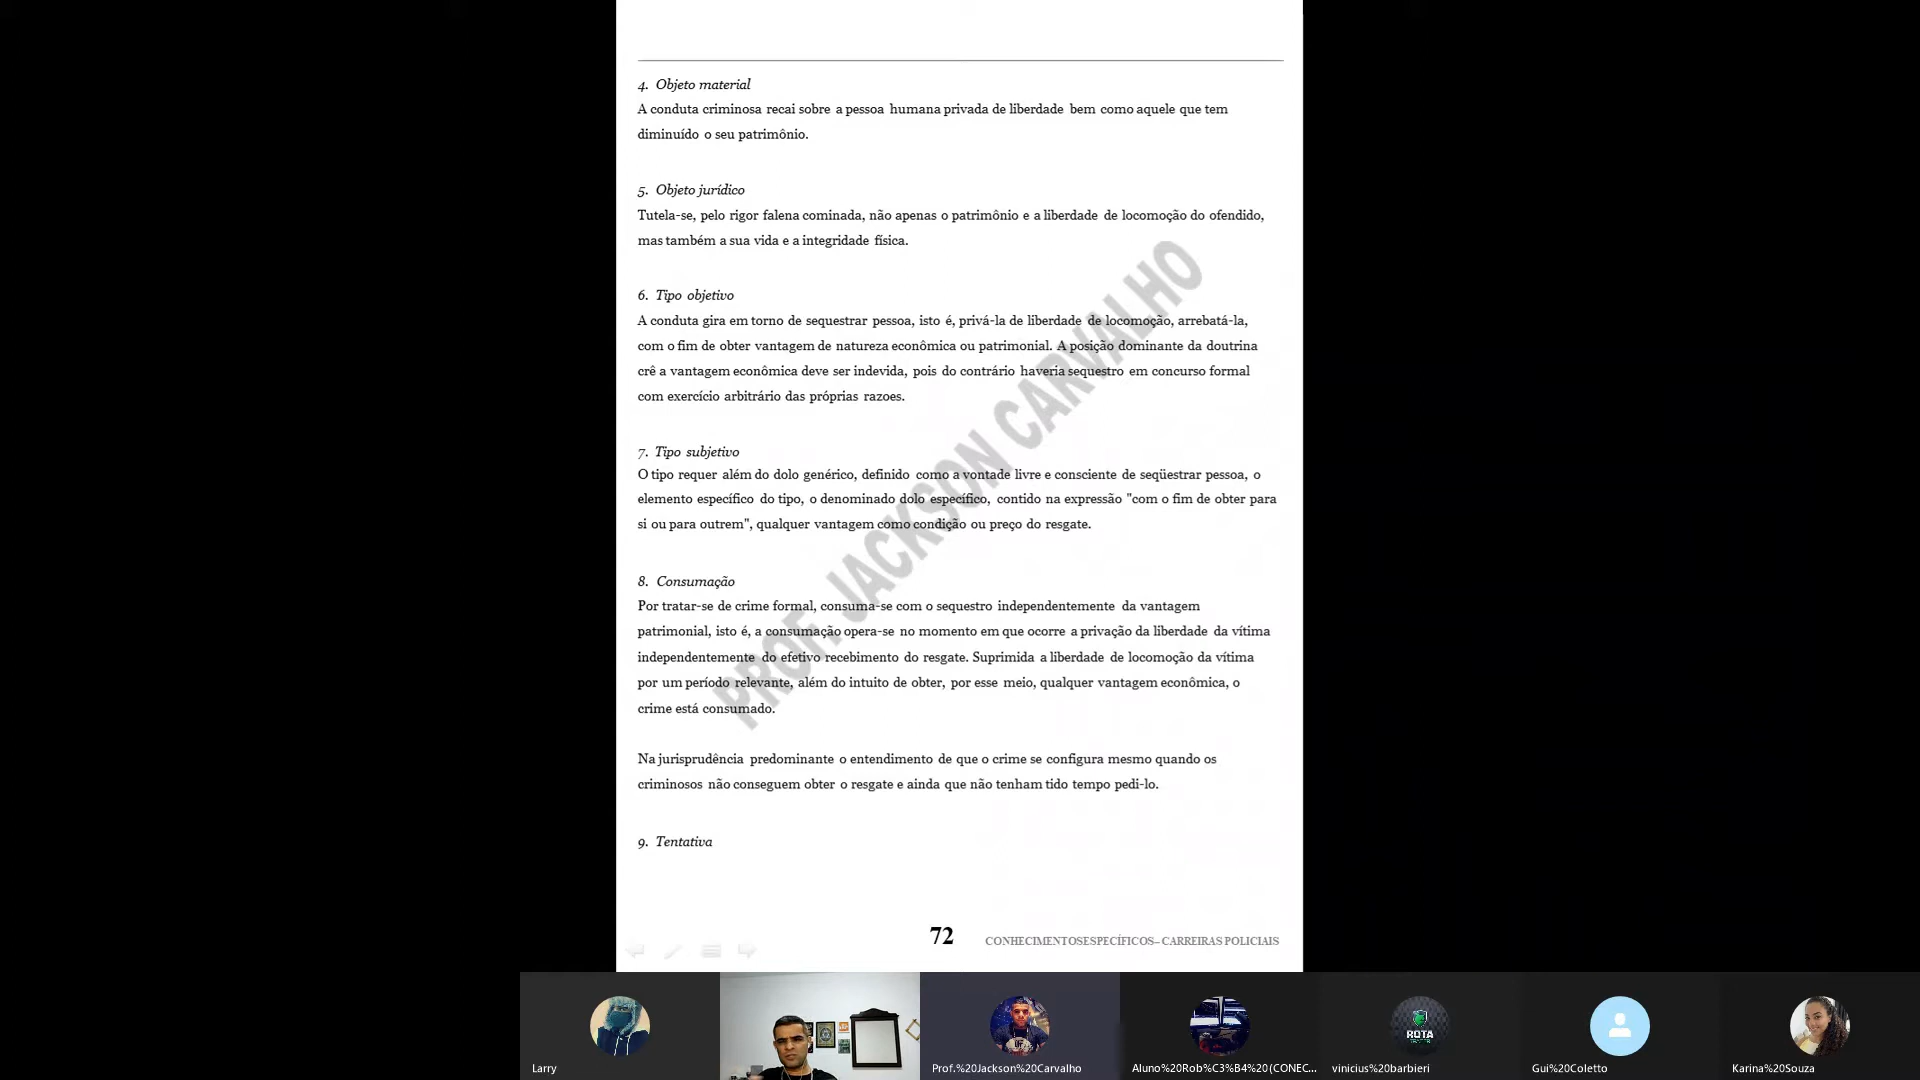 4. Objeto material
A conduta criminosa recai sobre a pessoa humana privada de liberdade bem como aquele que tem
diminuído o seu patrimônio.
5. Objeto jurídico
Tutela-se, pelo rigor falena cominada, não apenas o patrimônio e a liberdade de locomoção do ofendido,
mas também a sua vida e a integridade física.
6. Tipo objetivo
A conduta gira em torno de sequestrar pessoa, isto é, privá-la de liberdade de locomoção, arrebatá-la,
com o fim de obter vantagem de natureza econômica ou patrimonial. A posição dominante da doutrina
crê a vantagem econômica deve ser indevida, pois do contrário haveria sequestro em concurso formal
com exercício arbitrário das próprias razoes.
7. Tipo subjetivo
O tipo requer além do dolo genérico, definido como a vontade livre e consciente de seqüestrar pessoa, o
elemento específico do tipo, o denominado dolo específico, contido na expressão "com o fim de obter para
si ou para outrem", qualquer vantagem como condição ou preço do resgate.
8. Consumação
Por tratar-se de crime formal, consuma-se com o sequestro independentemente da vantagem
patrimonial, isto é, a consumação opera-se no momento em que ocorre a privação da liberdade da vítima
independentemente do efetivo recebimento do resgate. Suprimida a liberdade de locomoção da vítima
por um período relevante, além do intuito de obter, por esse meio, qualquer vantagem econômica, o
crime está consumado.
Na jurisprudência predominante o entendimento de que o crime se configura mesmo quando os
criminosos não conseguem obter o resgate e ainda que não tenham tido tempo pedi-lo.
9. Tentativa
PROF. JACKSON CARVALHO
72 CONHECIMENTOS ESPECÍFICOS – CARREIRAS POLICIAIS
ROTA
Larry
Prof.%20Jackson%20Carvalho
Aluno%20Rob%C3%B4%20(CONEC...
vinicius%20barbieri
Gui%20Coletto
Karina%20Souza